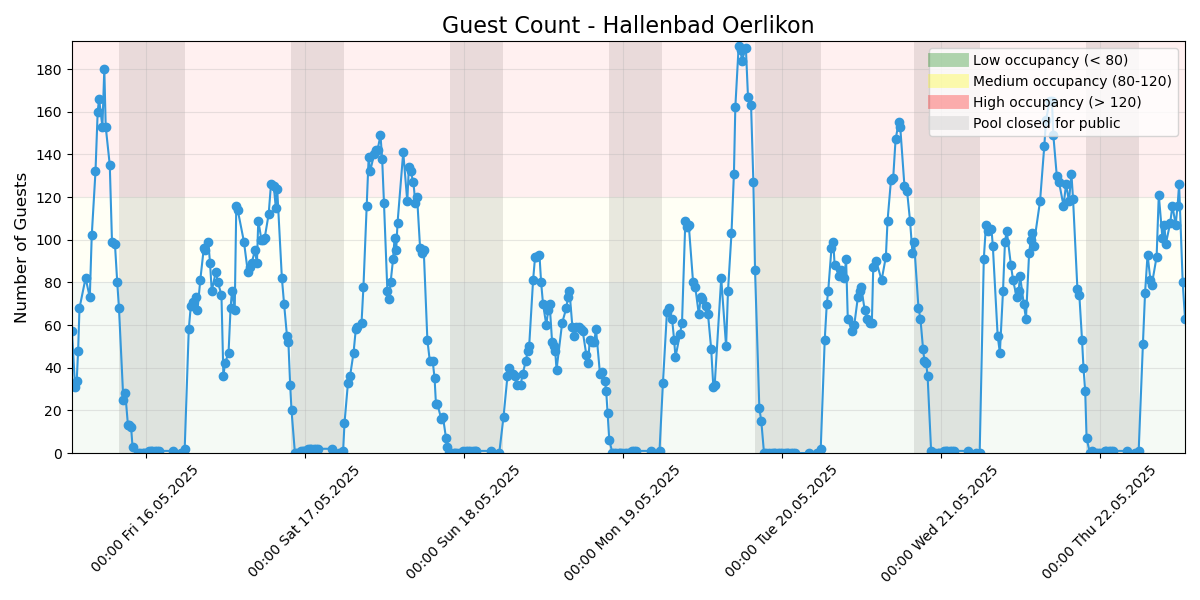 Guest Count - Hallenbad Oerlikon
Number of Guests
180
160
140
120
100
80
60
40
20
0
Low occupancy (< 80)
Medium occupancy (80-120)
High occupancy (> 120)
Pool closed for public
00:00 Fri 16.05.2025
00:00 Sat 17.05.2025
00:00 Sun 18.05.2025
00:00 Mon 19.05.2025
00:00 Tue 20.05.2025
00:00 Wed 21.05.2025
00:00 Thu 22.05.2025